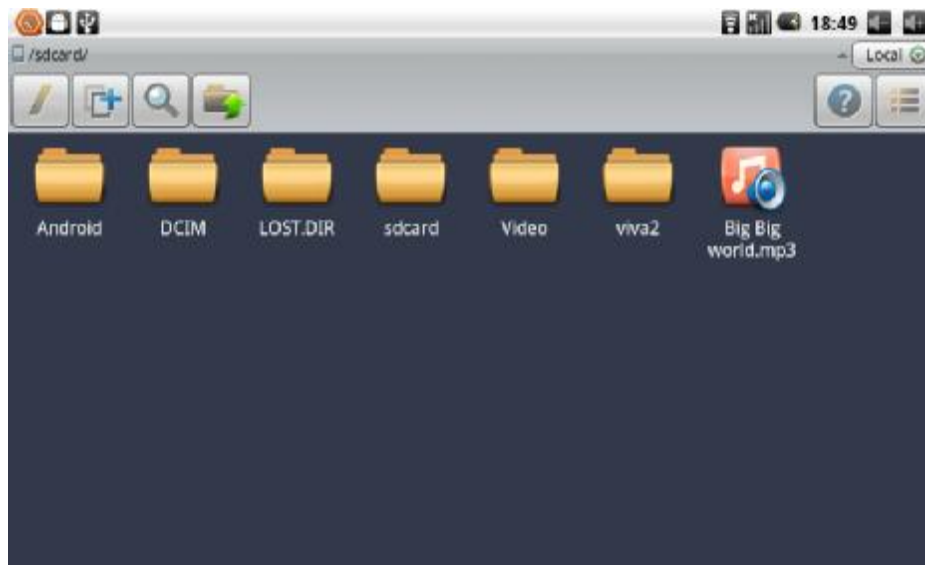 18:49
/sdcard/
Local
Android
DCIM
LOST.DIR
sdcard
Video
viva2
Big Big
world.mp3